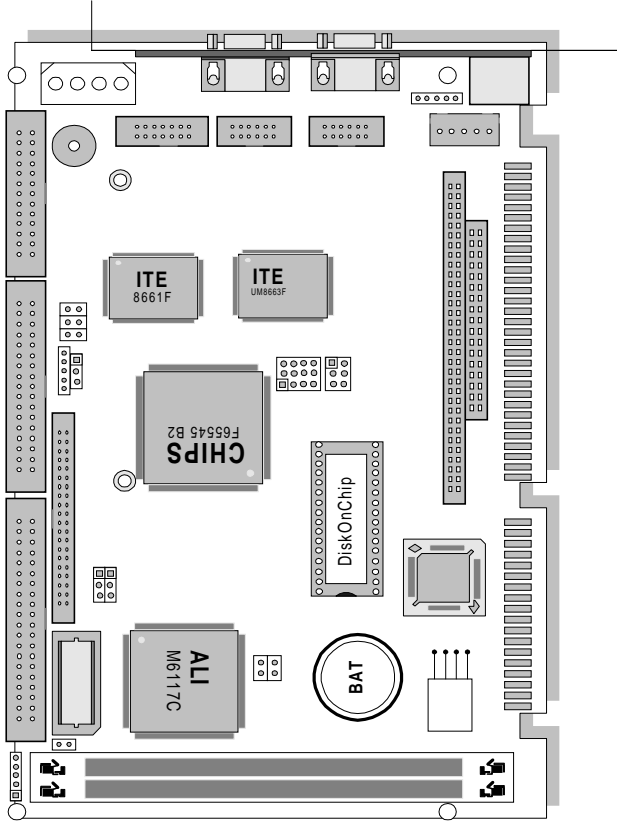 ITE
8661F
ITE
UM8663F
CHIPS
F65545 B2
DiskOnChip
ALI
M6117C
BAT